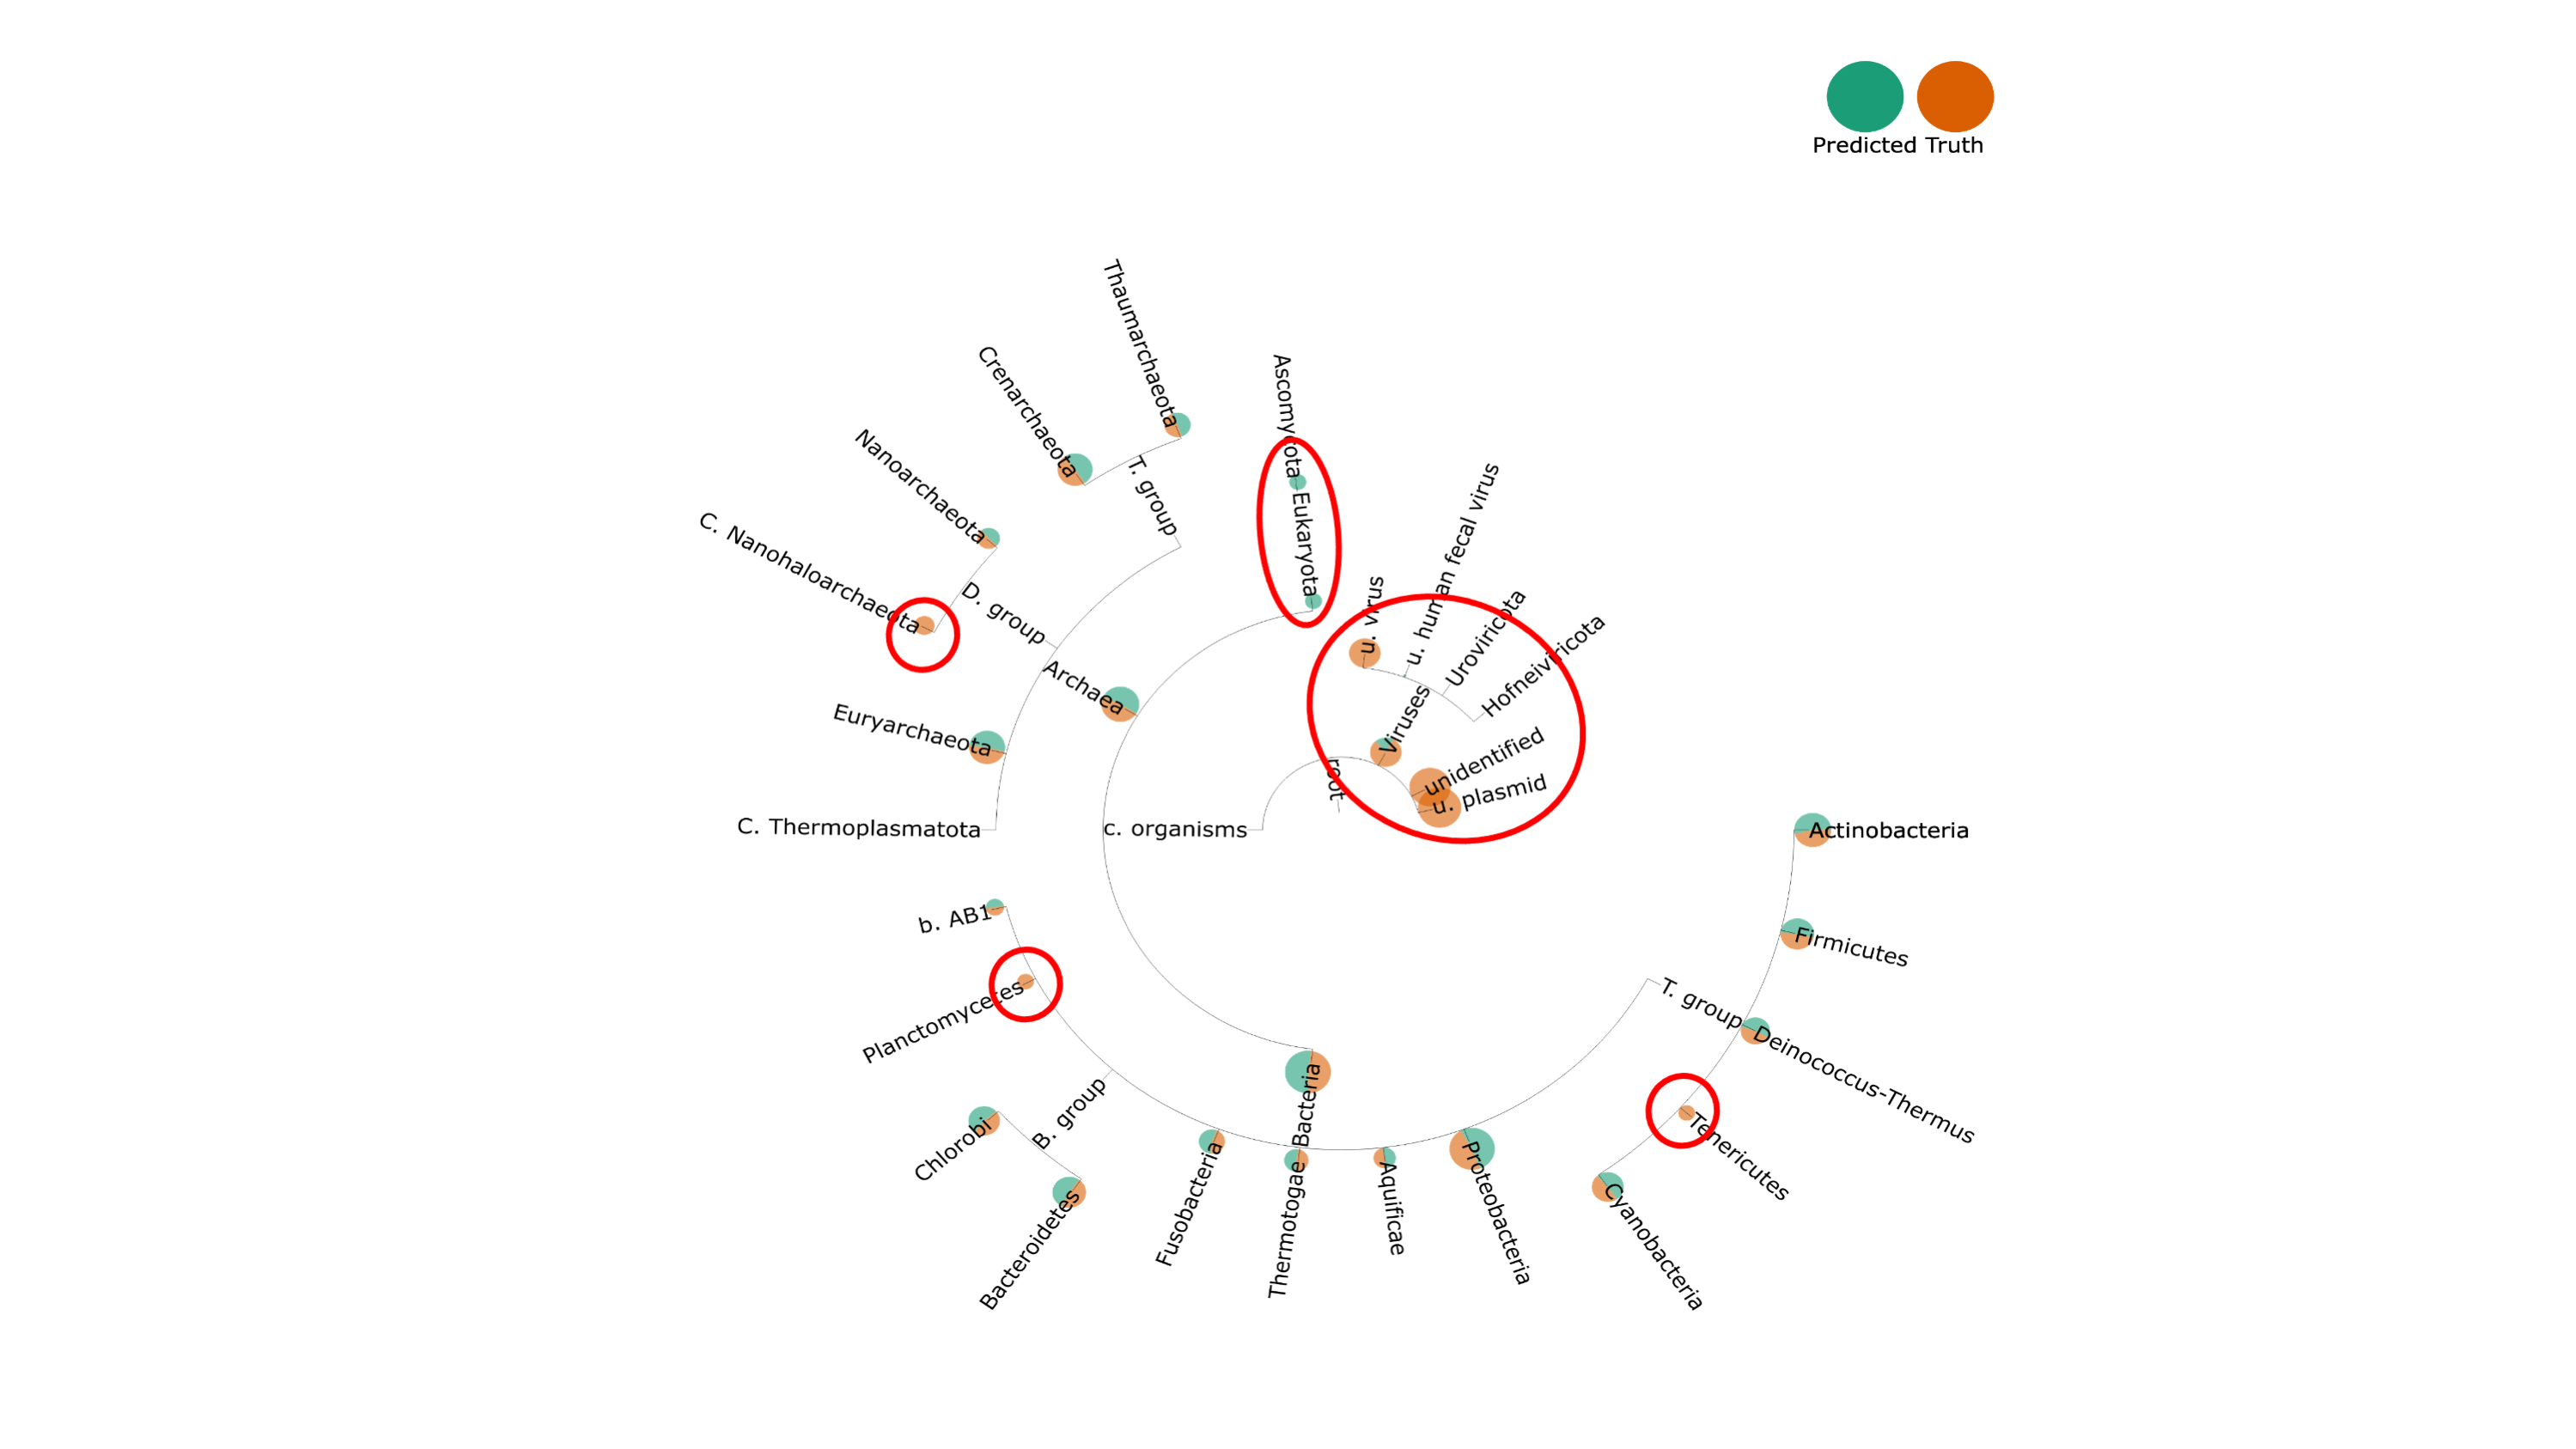 Predicted Truth
Thaumarchaeota
Crenarchaeota
T. group
Nanoarchaeota
C. Nanohaloarchaeota
D. group
Archaea
Euryarchaeota
C. Thermoplasmatota
Ascomycota
Eukaryota
u. virus
u. human fecal virus
Uroviricota
Hofneiviricota
Viruses
unidentified
u. plasmid
root
c. organisms
Actinobacteria
Firmicutes
T. group
Deinococcus-Thermus
Tenericutes
Cyanobacteria
b. AB1
Planctomycetes
B. group
Chlorobi
Bacteroidetes
Bacteria
Fusobacteria
Thermotogae
Aquificae
Proteobacteria